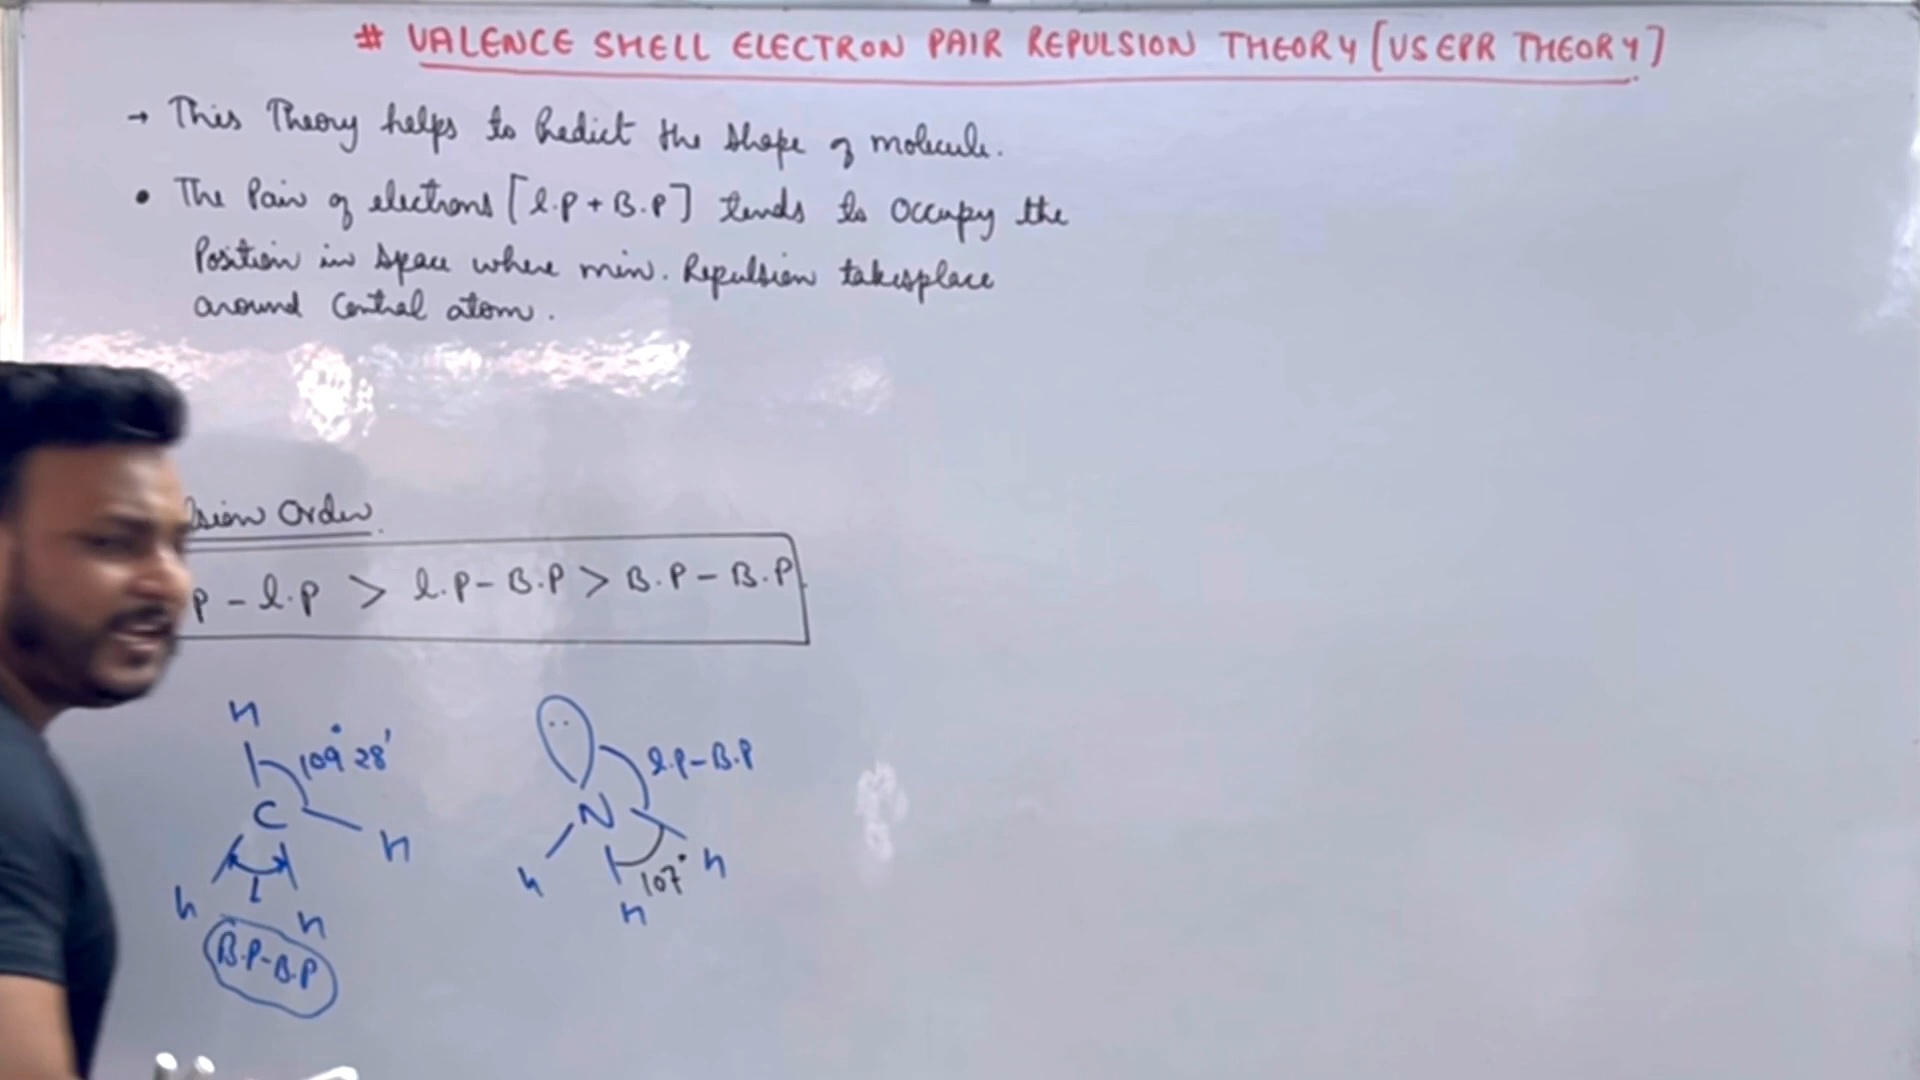 # VALENCE SHELL ELECTRON PAIR REPULSION THEORY [VSEPR THEORY]
→ This Theory helps to Predict the shape of molecule.
• The Pair of electrons [l.p + B.P] tends to occupy the
Position in space where min. Repulsion takesplace
around Central atom.
lsion Order
P - l.p > l.p - B.P > B.P - B.P
H
109° 28'
C
H
H
H
B.P-B.P
l.p-B.P
N
H
107°
H
H